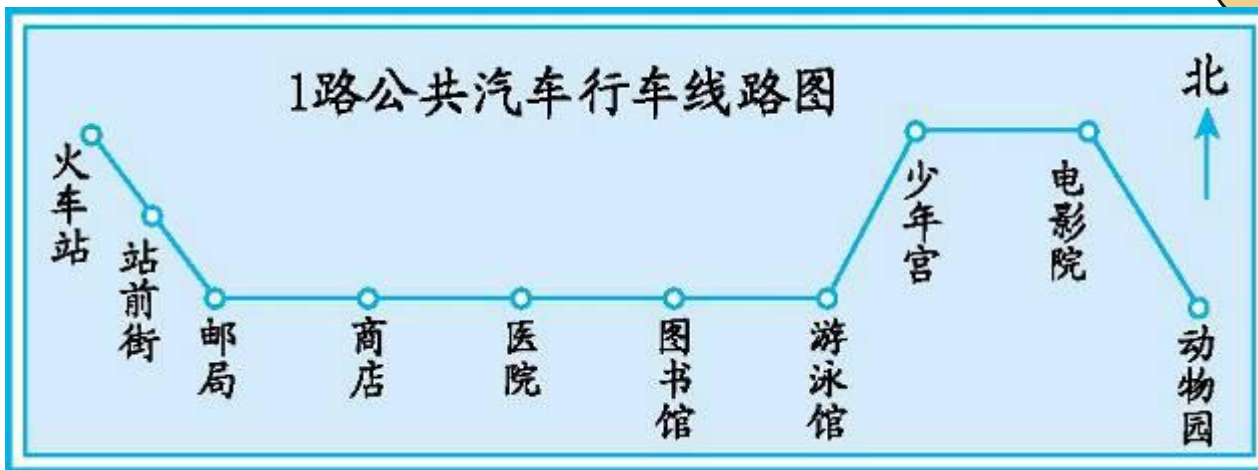 1路公共汽车行车线路图
北
火车站
站前街
邮局
商店
医院
图书馆
游泳馆
少年宫
电影院
动物园